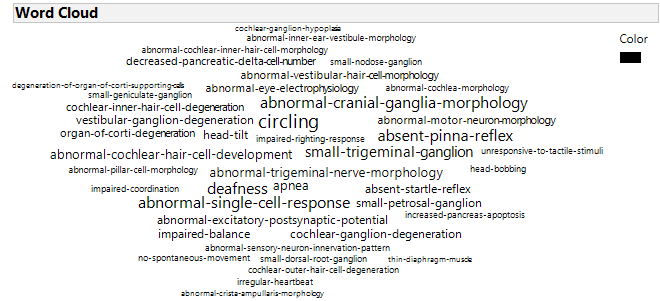 Word Cloud
Color
cochlear-ganglion-hypoplasia
abnormal-inner-ear-vestibule-morphology
abnormal-cochlear-inner-hair-cell-morphology
decreased-pancreatic-delta-cell-number small-nodose-ganglion
abnormal-vestibular-hair-cell-morphology
degeneration-of-organ-of-corti-supporting-cells abnormal-eye-electrophysiology abnormal-cochlea-morphology
small-geniculate-ganglion
cochlear-inner-hair-cell-degeneration abnormal-cranial-ganglia-morphology
vestibular-ganglion-degeneration circling abnormal-motor-neuron-morphology
organ-of-corti-degeneration head-tilt impaired-righting-response absent-pinna-reflex
abnormal-cochlear-hair-cell-development small-trigeminal-ganglion unresponsive-to-tactile-stimuli
abnormal-pillar-cell-morphology abnormal-trigeminal-nerve-morphology head-bobbing
impaired-coordination deafness apnea absent-startle-reflex
abnormal-single-cell-response small-petrosal-ganglion
abnormal-excitatory-postsynaptic-potential increased-pancreas-apoptosis
impaired-balance cochlear-ganglion-degeneration
abnormal-sensory-neuron-innervation-pattern
no-spontaneous-movement small-dorsal-root-ganglion thin-diaphragm-muscle
cochlear-outer-hair-cell-degeneration
irregular-heartbeat
abnormal-crista-ampullaris-morphology